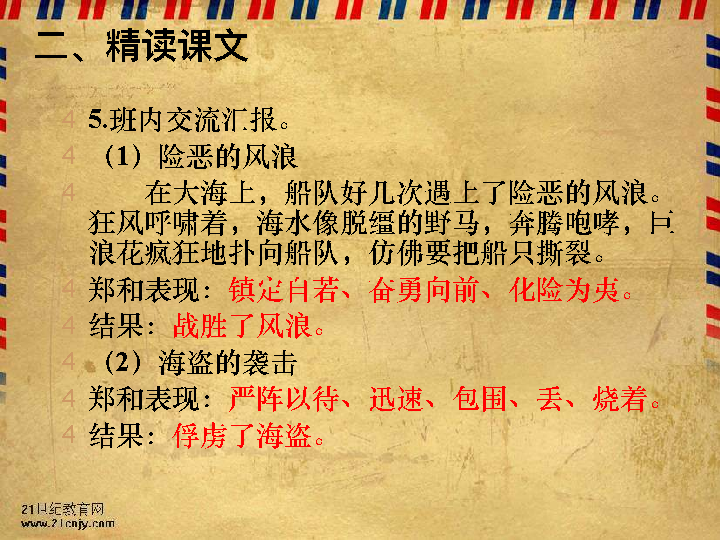 二、精读课文
5.班内交流汇报。
（1）险恶的风浪
在大海上，船队好几次遇上了险恶的风浪。
狂风呼啸着，海水像脱缰的野马，奔腾咆哮，巨
浪花疯狂地扑向船队，仿佛要把船只撕裂。
郑和表现：镇定自若、奋勇向前、化险为夷。
结果：战胜了风浪。
（2）海盗的袭击
郑和表现：严阵以待、迅速、包围、丢、烧着。
结果：俘虏了海盗。
21世纪教育网
www.21cnjy.com